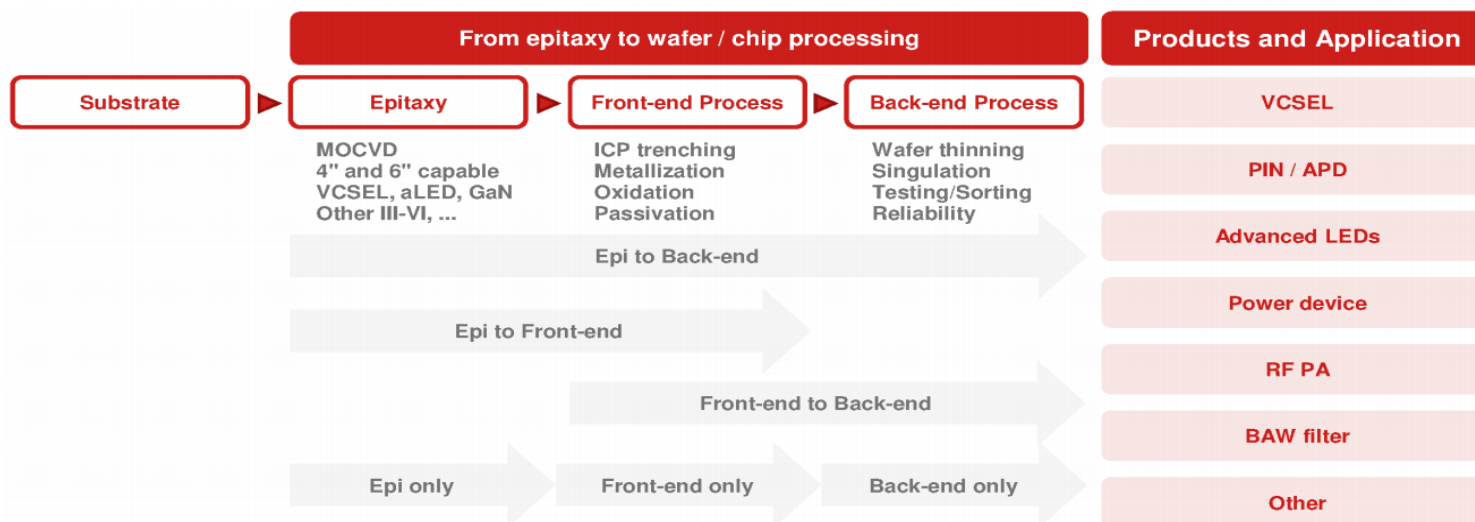 From epitaxy to wafer / chip processing
Products and Application
Substrate
Epitaxy
Front-end Process
Back-end Process
MOCVD
4" and 6" capable
VCSEL, aLED, GaN
Other III-VI, ...
ICP trenching
Metallization
Oxidation
Passivation
Wafer thinning
Singulation
Testing/Sorting
Reliability
Epi to Back-end
Epi to Front-end
Front-end to Back-end
Epi only
Front-end only
Back-end only
VCSEL
PIN / APD
Advanced LEDs
Power device
RF PA
BAW filter
Other